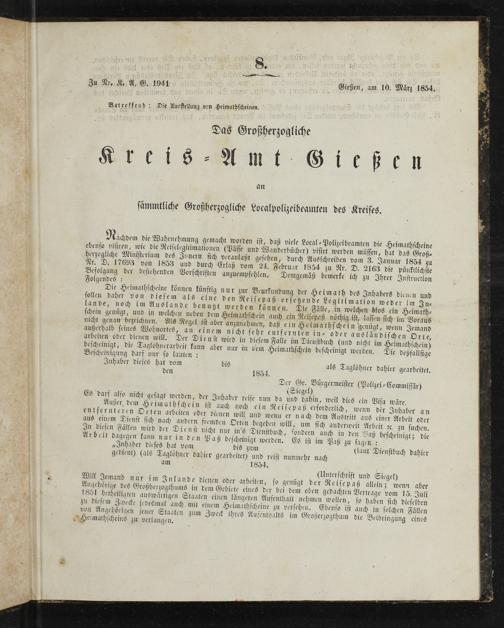 8.
Zu Nr. K. A. G. 1941
Gießen, am 10. März 1854.
Betreffend: Die Ausstellung von Heimathscheinen.
Das Großherzogliche
Kreis-Amt Gießen
an
sämmtliche Großherzogliche Localpolizeibeamten des Kreises.
Nachdem die Wahrnehmung gemacht worden ist, daß viele Local-Polizeibeamten die Heimathscheine
ebenso visiren, wie die Reiselegitimationen (Pässe und Wanderbücher) visirt werden müssen, hat das Groß-
herzogliche Ministerium des Innern sich veranlaßt gesehen, durch Ausschreiben vom 3. Januar 1854 zu
Nr. D. 17693 von 1853 und durch Erlaß vom 24. Februar 1854 zu Nr. D. 2163 die pünktlichste
Befolgung der bestehenden Vorschriften anzuempfehlen. Demgemäß bemerke ich zu Ihrer Instruction
Folgendes:
Die Heimathscheine können künftig nur zur Beurkundung der Heimath des Inhabers dienen und
sollen daher von diesem als eine den Reisepaß ersetzende Legitimation weder im In-
lande, noch im Auslande benutzt werden können. Die Fälle, in welchen blos ein Heimath-
schein genügt, und in welchen neben dem Heimathschein auch ein Reisepaß nöthig ist, lassen sich im Voraus
nicht genau bezeichnen. Als Regel ist aber anzunehmen, daß ein Heimathschein genügt, wenn Jemand
außerhalb seines Wohnortes, an einem nicht sehr entfernten in- oder ausländischen Orte,
arbeiten oder dienen will. Der Dienst wird in diesem Falle im Dienstbuch (und nicht im Heimathschein)
bescheinigt, die Taglöhnerarbeit kann aber nur in dem Heimathschein bescheinigt werden. Die desfallsige
Bescheinigung darf nur so lauten:
Inhaber dieses hat vom bis als Taglöhner dahier gearbeitet.
den 1854.
Der Gr. Bürgermeister (Polizei-Commissär)
(Siegel)
Es darf also nicht gesagt werden, der Inhaber reise nun da und dahin, weil dies ein Visa wäre.
Außer dem Heimathschein ist auch noch ein Reisepaß erforderlich, wenn der Inhaber an
entfernteren Orten arbeiten oder dienen will und wenn er nach dem Austritt aus einer Arbeit oder
aus einem Dienst sich nach andern fremden Orten begeben will, um sich anderweit Arbeit ec zu suchen.
In diesen Fällen wird der Dienst nicht nur in's Dienstbuch, sondern auch in den Paß bescheinigt; die
Arbeit dagegen kann nur in den Paß bescheinigt werden. Es ist im Paß zu sagen:
„Inhaber dieses hat vom bis zum (laut Dienstbuch dahier
gedient) (als Taglöhner dahier gearbeitet) und reist nunmehr nach
am 1854.
(Unterschrift und Siegel)
Will Jemand nur im Inlande dienen oder arbeiten, so genügt der Reisepaß allein; wenn aber
Angehörige des Großherzogthums in dem Gebiete eines der bei dem oben gedachten Vertrage vom 15. Juli
1851 betheiligten auswärtigen Staaten einen längeren Aufenthalt nehmen wollen, so haben sich dieselben
zu diesem Zwecke jedesmal auch mit einem Heimathscheine zu versehen. Ebenso ist auch in solchen Fällen
von Angehörigen jener Staaten zum Zweck ihres Aufenthalts im Großherzogthum die Beibringung eines
Heimathscheins zu verlangen.